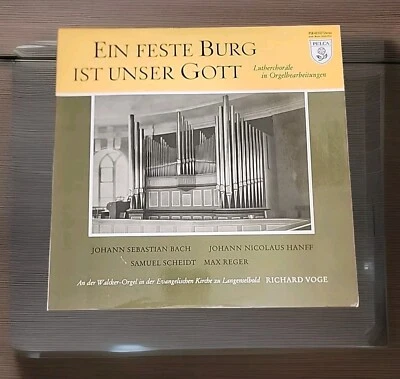 EIN FESTE BURG
IST UNSER GOTT
Lutherchoräle
in Orgelbearbeitungen
PELCA
JOHANN SEBASTIAN BACH JOHANN NICOLAUS HANFF
SAMUEL SCHEIDT MAX REGER
An der Walcker-Orgel in der Evangelischen Kirche zu Langenselbold RICHARD VOGE